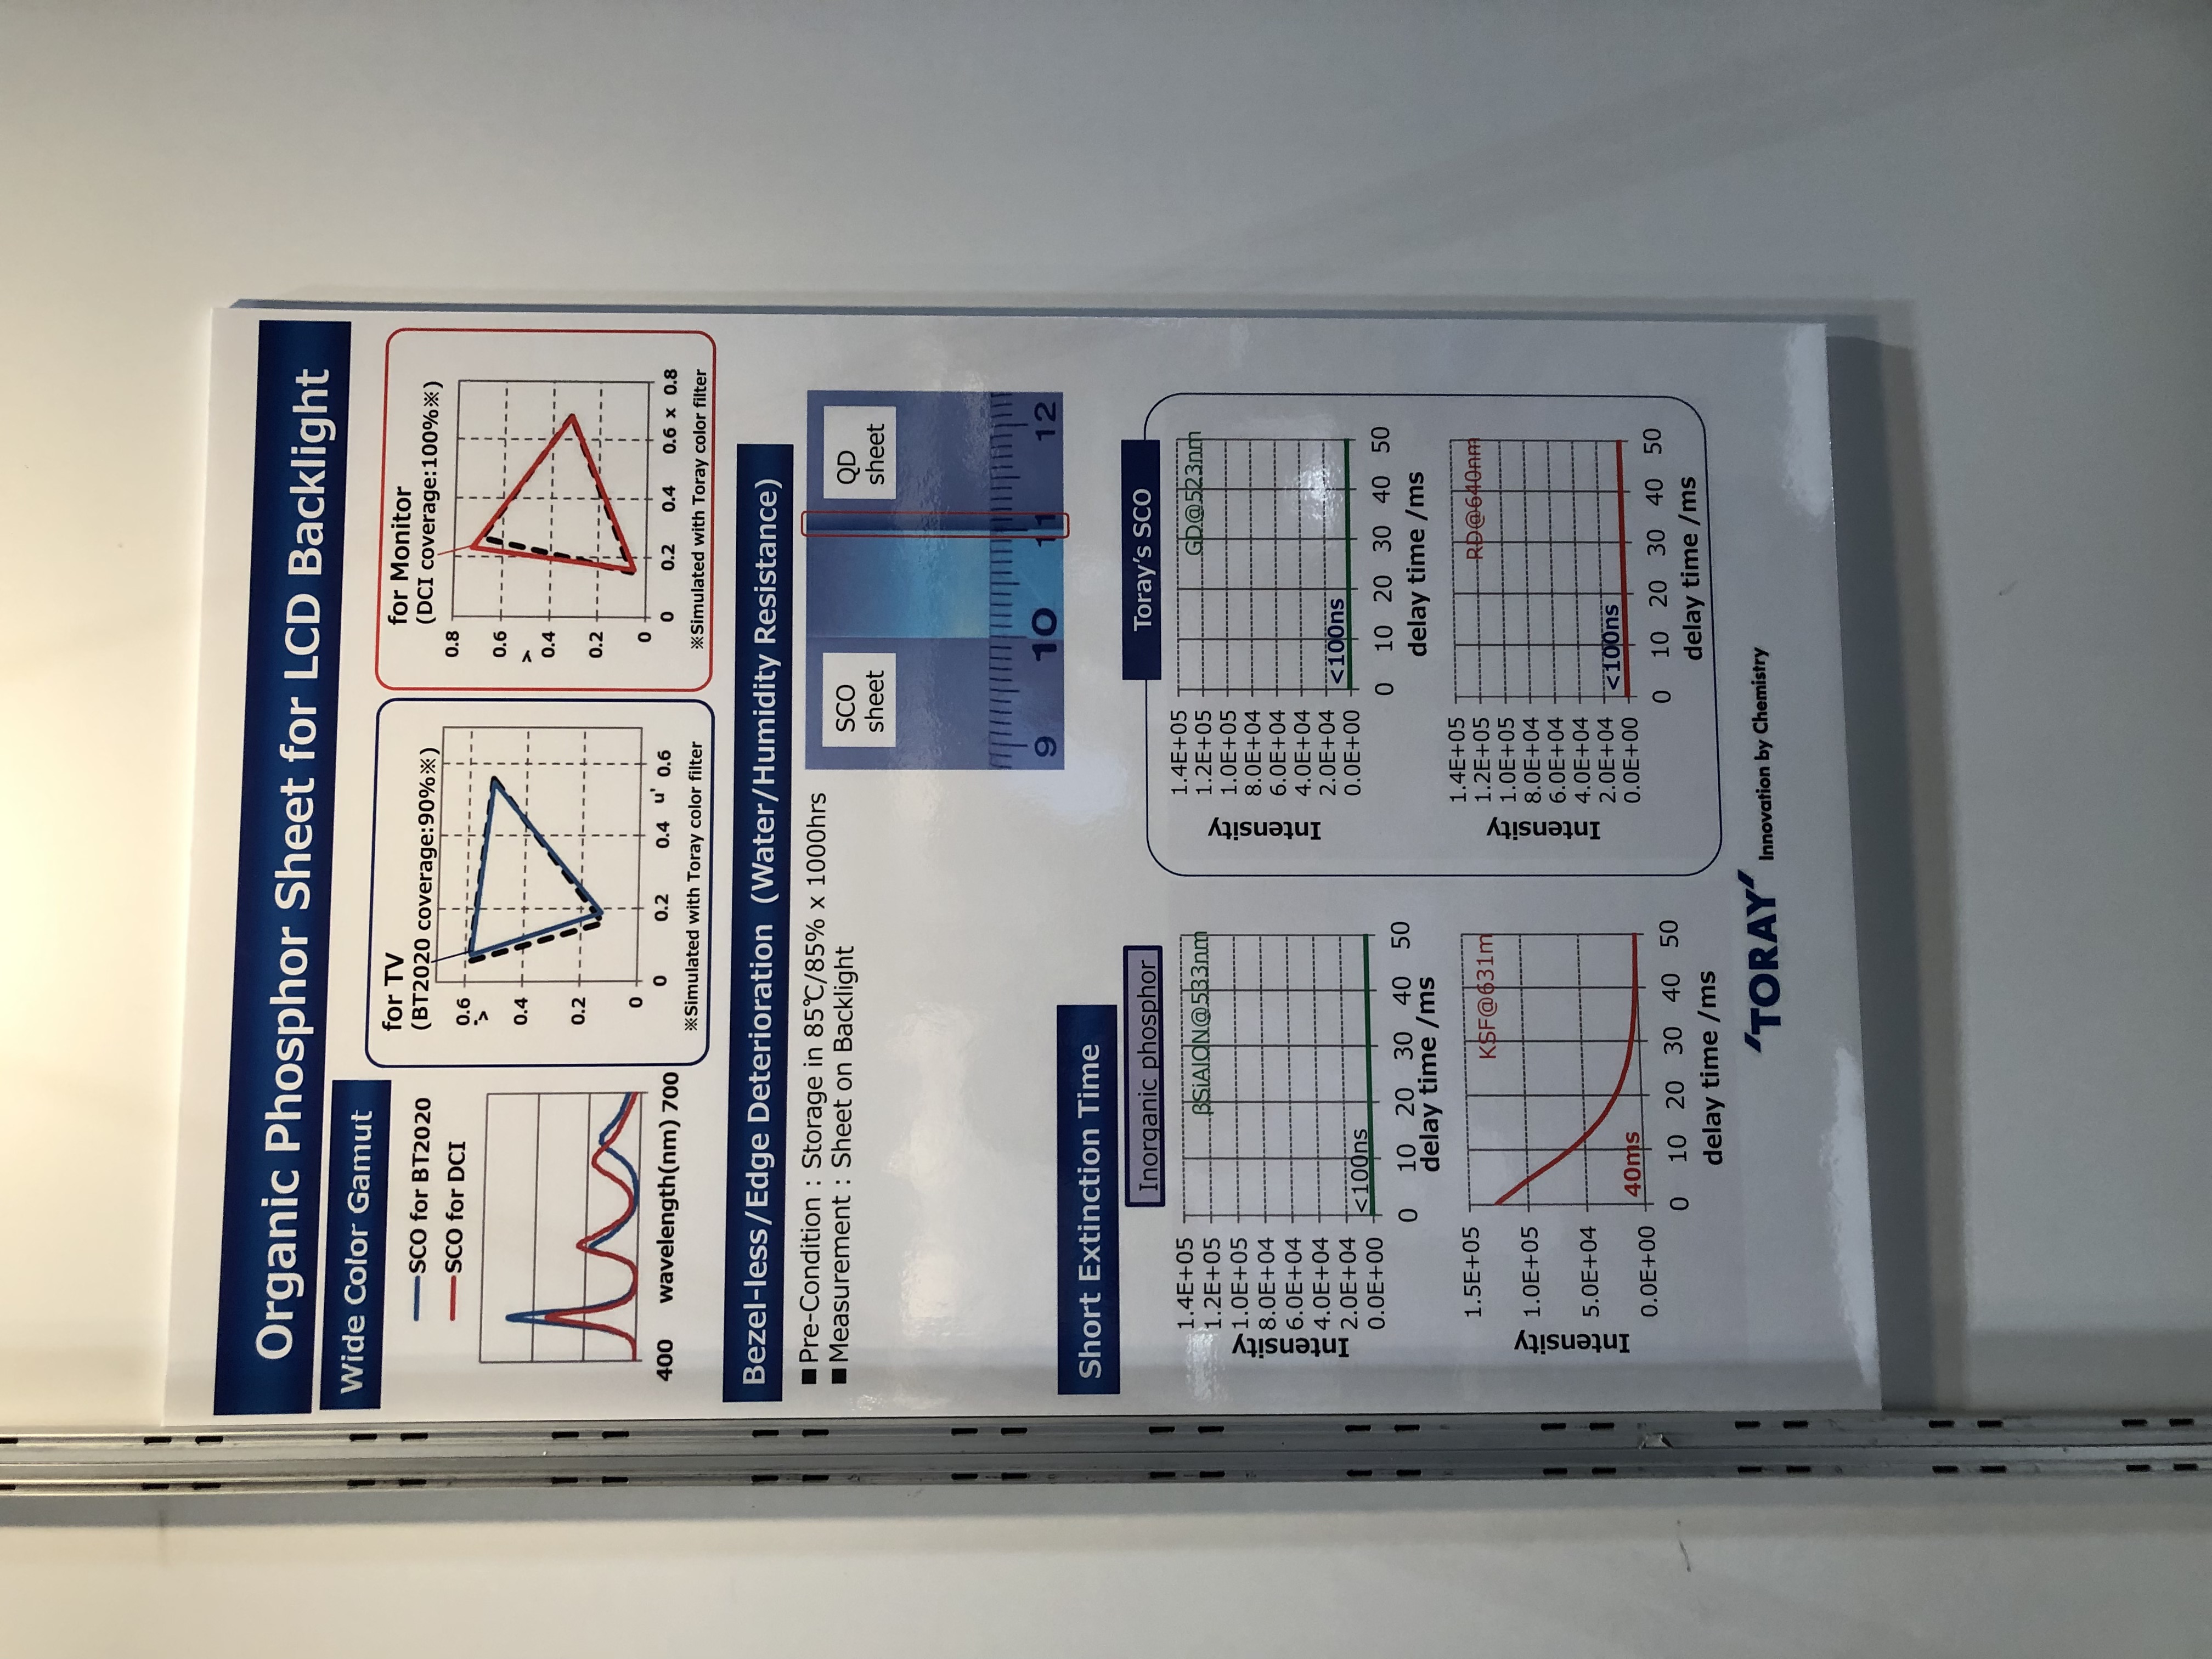 Organic Phosphor Sheet for LCD Backlight
Wide Color Gamut
SCO for BT2020
SCO for DCI
400 wavelength(nm) 700
for TV
(BT2020 coverage:90%※)
0.6
v'
0.4
0.2
0
0 0.2 0.4 u' 0.6
※Simulated with Toray color filter
for Monitor
(DCI coverage:100%※)
0.8
0.6
y
0.4
0.2
0
0 0.2 0.4 0.6 x 0.8
※Simulated with Toray color filter
Bezel-less/Edge Deterioration (Water/Humidity Resistance)
■Pre-Condition : Storage in 85℃/85% x 1000hrs
■Measurement : Sheet on Backlight
SCO
sheet
QD
sheet
9 10 11 12
Short Extinction Time
Inorganic phosphor
1.4E+05
βSiAlON@533nm
1.2E+05
1.0E+05
8.0E+04
6.0E+04
4.0E+04
2.0E+04
0.0E+00
Intensity
<100ns
0 10 20 30 40 50
delay time /ms
1.5E+05
KSF@631m
1.0E+05
5.0E+04
0.0E+00
Intensity
40ms
0 10 20 30 40 50
delay time /ms
Toray's SCO
1.4E+05
GD@523nm
1.2E+05
1.0E+05
8.0E+04
6.0E+04
4.0E+04
2.0E+04
0.0E+00
Intensity
<100ns
0 10 20 30 40 50
delay time /ms
1.4E+05
RD@640nm
1.2E+05
1.0E+05
8.0E+04
6.0E+04
4.0E+04
2.0E+04
0.0E+00
Intensity
<100ns
0 10 20 30 40 50
delay time /ms
'TORAY' Innovation by Chemistry